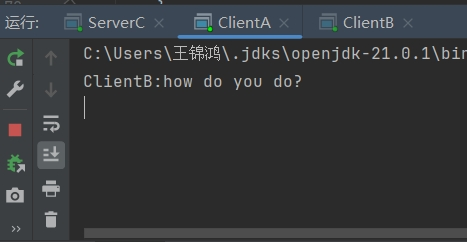 运行: ServerC ClientA ClientB
C:\Users\王锦鸿\.jdks\openjdk-21.0.1\bin
ClientB:how do you do?